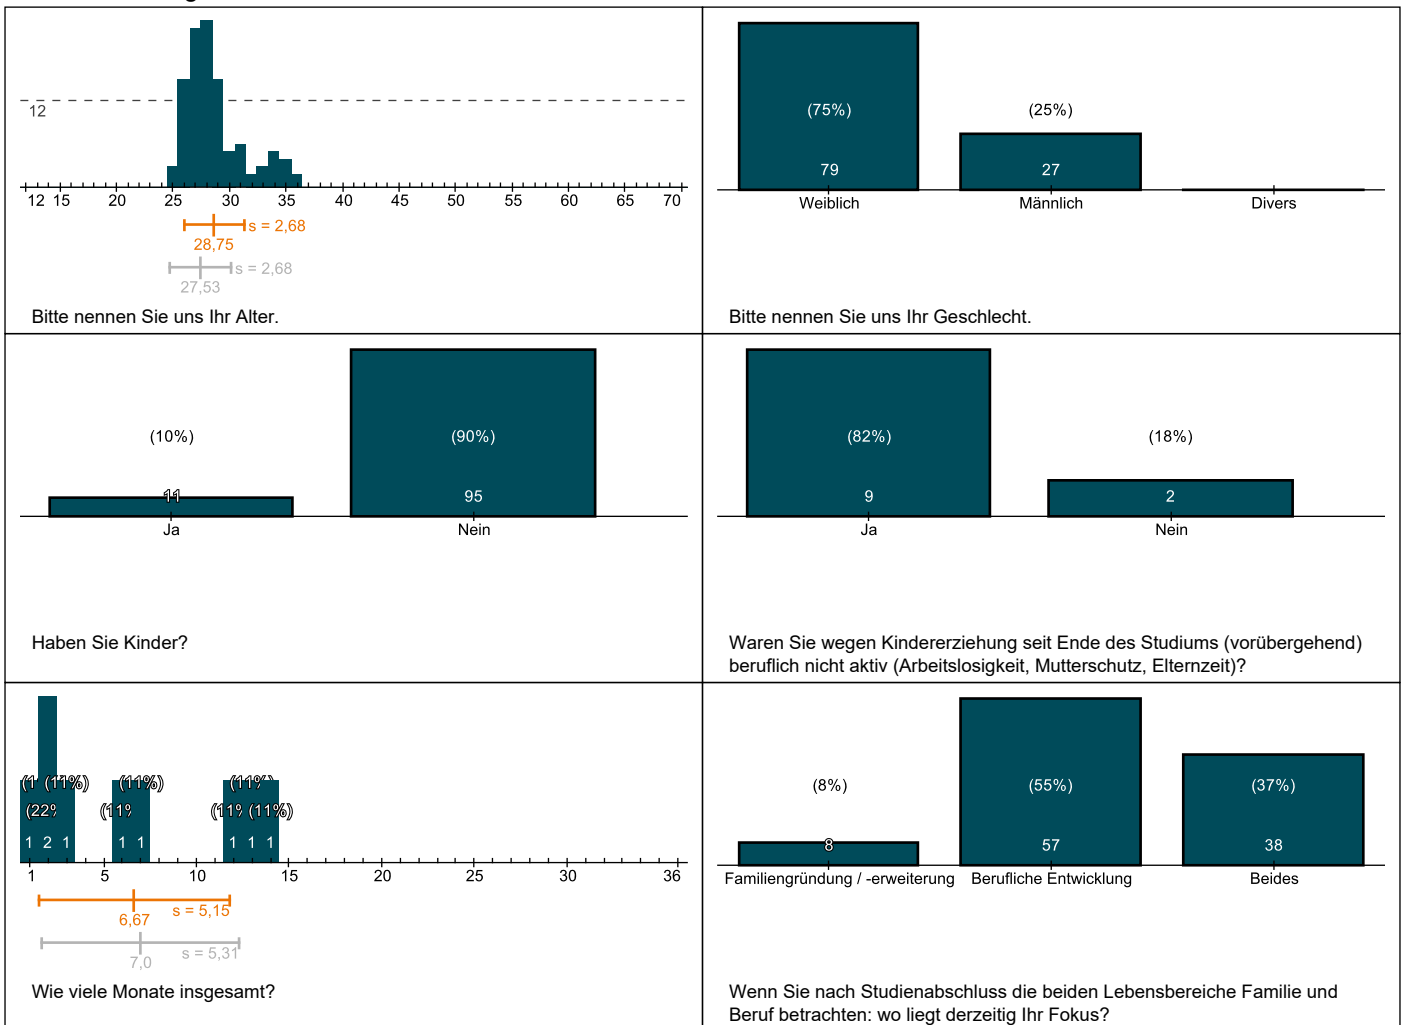 12
12 15 20 25 30 35 40 45 50 55 60 65 70
s = 2,68
28,75
s = 2,68
27,53
Bitte nennen Sie uns Ihr Alter.
(75%) (25%)
79 27
Weiblich Männlich Divers
Bitte nennen Sie uns Ihr Geschlecht.
(10%) (90%)
11 95
Ja Nein
Haben Sie Kinder?
(82%) (18%)
9 2
Ja Nein
Waren Sie wegen Kindererziehung seit Ende des Studiums (vorübergehend)
beruflich nicht aktiv (Arbeitslosigkeit, Mutterschutz, Elternzeit)?
(11%) (11%) (11%)
(22% (11% (11% (11%)
1 2 1 1 1 1 1 1
1 5 10 15 20 25 30 36
s = 5,15
6,67
s = 5,31
7,0
Wie viele Monate insgesamt?
(8%) (55%) (37%)
8 57 38
Familiengründung / -erweiterung Berufliche Entwicklung Beides
Wenn Sie nach Studienabschluss die beiden Lebensbereiche Familie und
Beruf betrachten: wo liegt derzeitig Ihr Fokus?